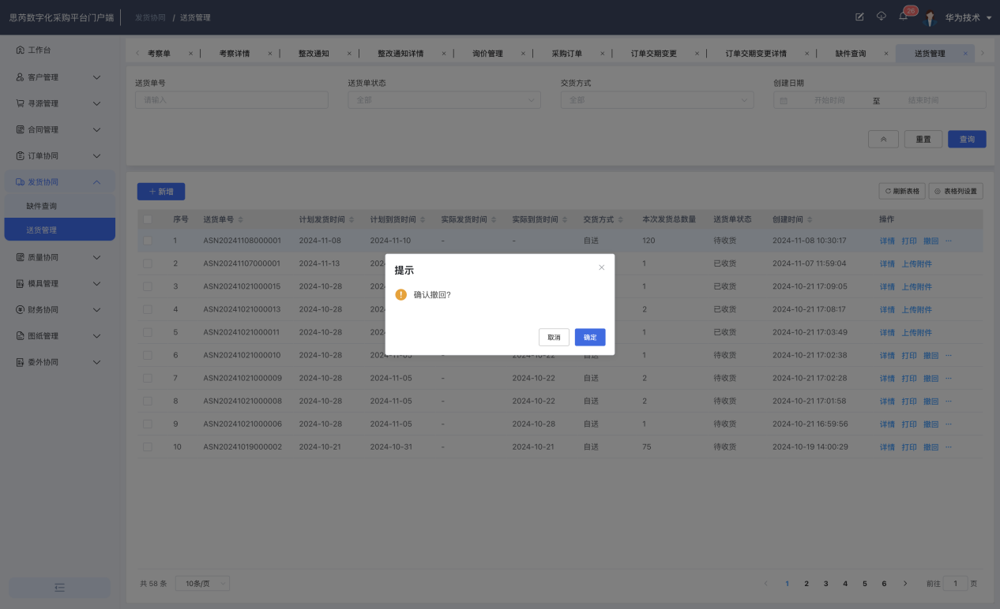 思芮数字化采购平台门户端
发货协同 / 送货管理
26
华为技术
工作台
客户管理
寻源管理
合同管理
订单协同
发货协同
缺件查询
送货管理
质量协同
模具管理
财务协同
图纸管理
委外协同
考察单 × 考察详情 × 整改通知 × 整改通知详情 × 询价管理 × 采购订单 × 订单交期变更 × 订单交期变更详情 × 缺件查询 × 送货管理 ×
送货单号 送货单状态 交货方式 创建日期
请输入 全部 全部 开始时间 至 结束时间
重置 查询
新增 刷新表格 表格列设置
序号 送货单号 计划发货时间 计划到货时间 实际发货时间 实际到货时间 交货方式 本次发货总数量 送货单状态 创建时间 操作
1 ASN20241108000001 2024-11-08 2024-11-10 - - 自送 120 待收货 2024-11-08 10:30:17 详情 打印 撤回 ...
2 ASN20241107000001 2024-11-13 202 1 已收货 2024-11-07 11:59:04 详情 上传附件
3 ASN20241021000015 2024-10-28 202 1 已收货 2024-10-21 17:09:05 详情 上传附件
4 ASN20241021000013 2024-10-28 202 2 已收货 2024-10-21 17:08:17 详情 上传附件
5 ASN20241021000011 2024-10-28 202 1 已收货 2024-10-21 17:03:49 详情 上传附件
6 ASN20241021000010 2024-10-28 2024-11-05 - 2024-10-22 自送 1 待收货 2024-10-21 17:02:38 详情 打印 撤回 ...
7 ASN20241021000009 2024-10-28 2024-11-05 - 2024-10-22 自送 2 待收货 2024-10-21 17:02:28 详情 打印 撤回 ...
8 ASN20241021000008 2024-10-28 2024-11-05 - 2024-10-22 自送 2 待收货 2024-10-21 17:01:58 详情 打印 撤回 ...
9 ASN20241021000006 2024-10-28 2024-11-05 - 2024-10-28 自送 1 待收货 2024-10-21 16:59:56 详情 打印 撤回 ...
10 ASN20241019000002 2024-10-21 2024-10-31 - 2024-10-21 自送 75 待收货 2024-10-19 14:00:29 详情 打印 撤回 ...
提示
确认撤回?
取消 确定
共 58 条 10条/页 1 2 3 4 5 6 前往 1 页